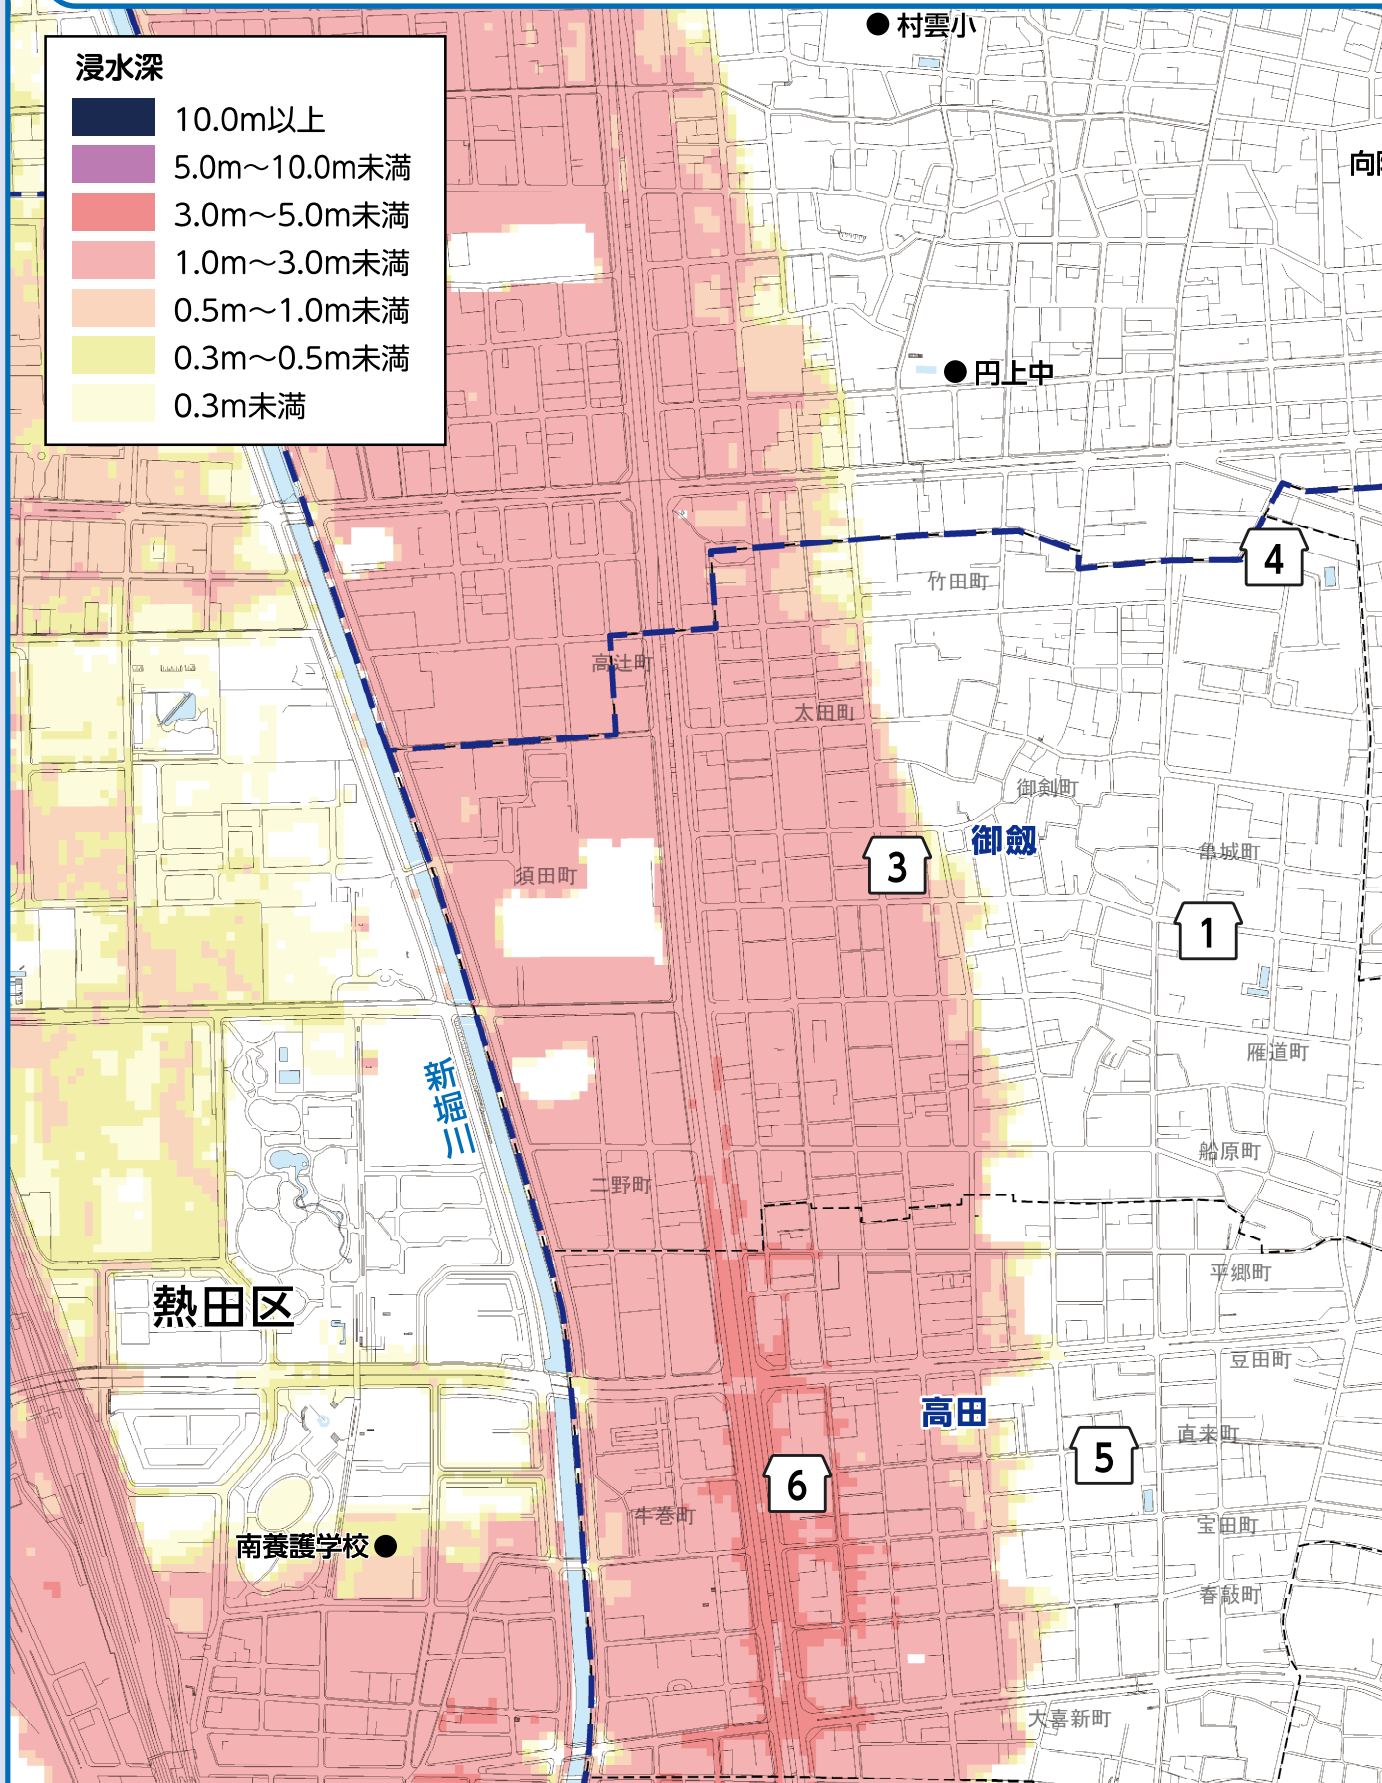 村雲小
浸水深
10.0m以上
5.0m～10.0m未満
3.0m～5.0m未満
1.0m～3.0m未満
0.5m～1.0m未満
0.3m～0.5m未満
0.3m未満
円上中
4
竹田町
高辻町
太田町
御剣町
御劔
亀城町
3
須田町
1
雁道町
新堀川
船原町
二野町
平郷町
熱田区
豆田町
高田
直来町
5
6
牛巻町
宝田町
南養護学校
春敲町
大喜新町